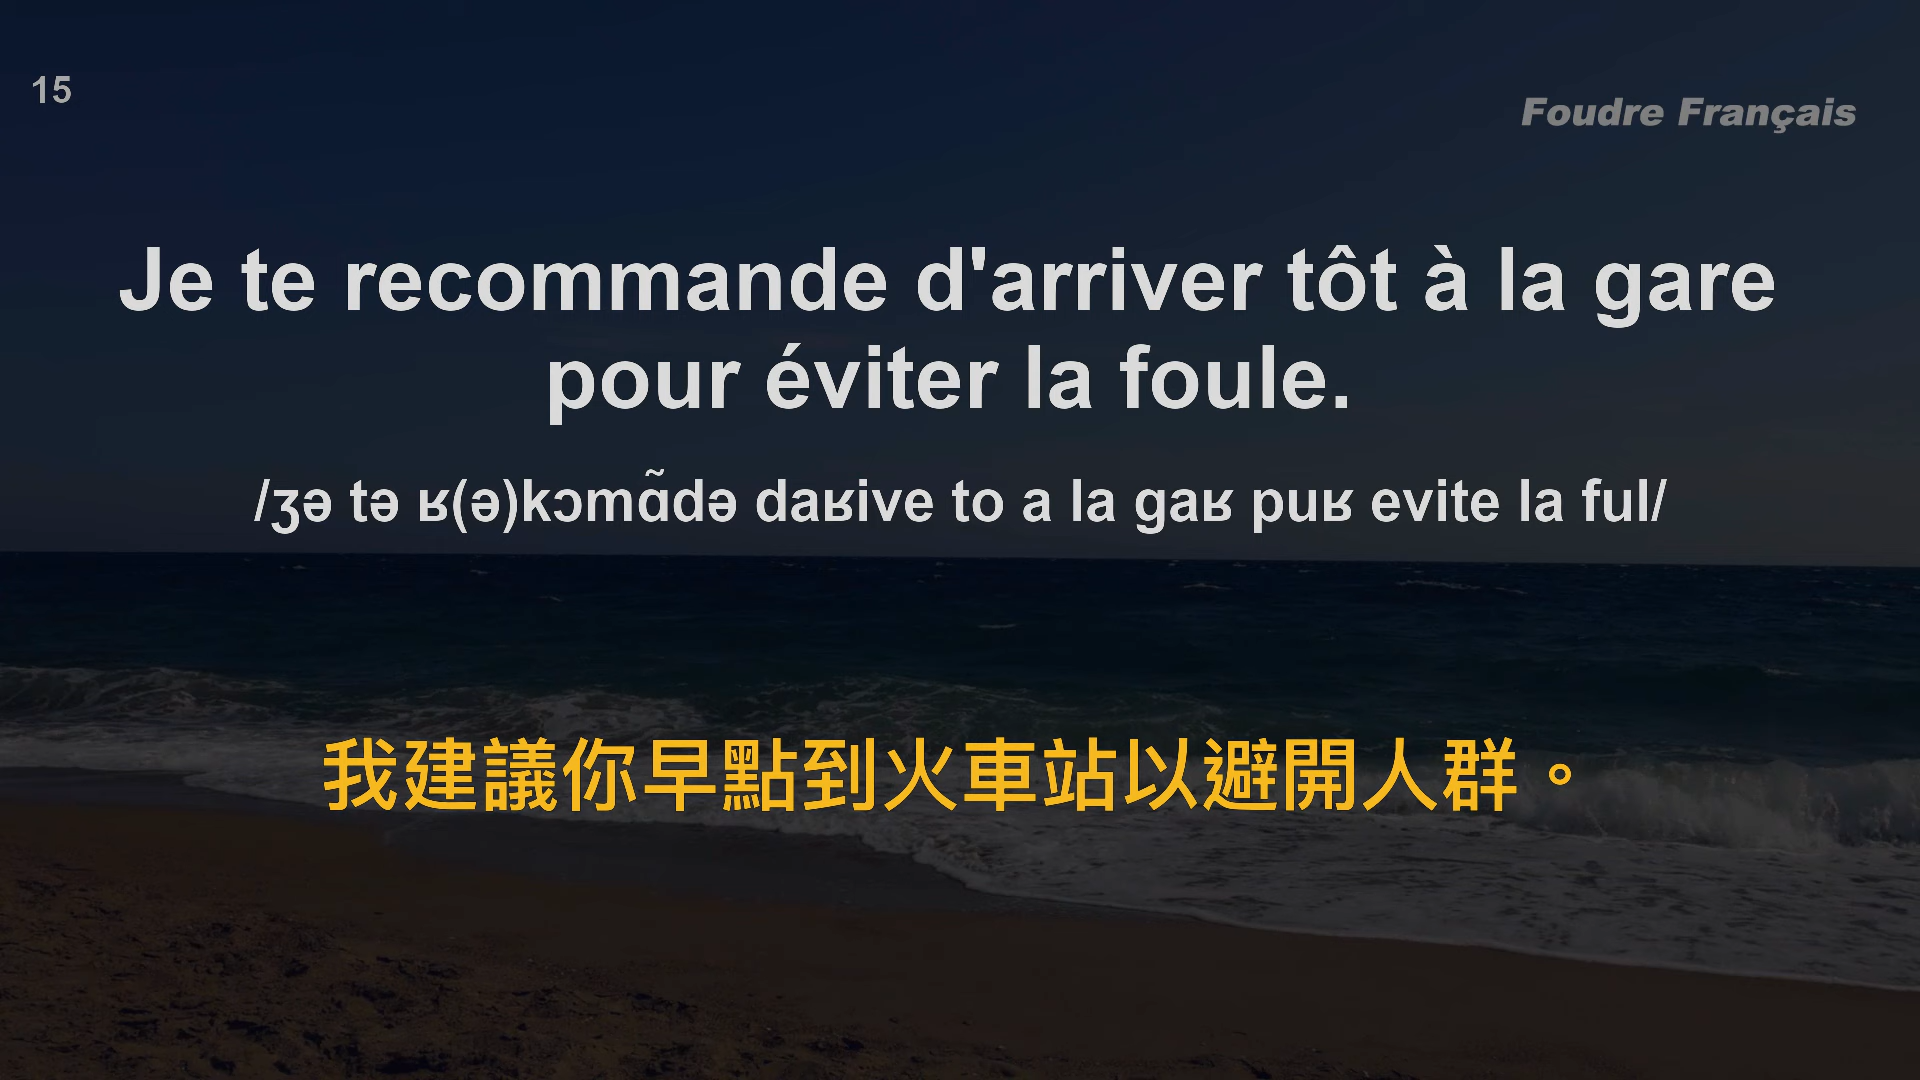 15
Foudre Français
Je te recommande d'arriver tôt à la gare
pour éviter la foule.
/ʒə tə ʁ(ə)kɔmɑ̃də daʁive to a la gaʁ puʁ evite la ful/
我建議你早點到火車站以避開人群。